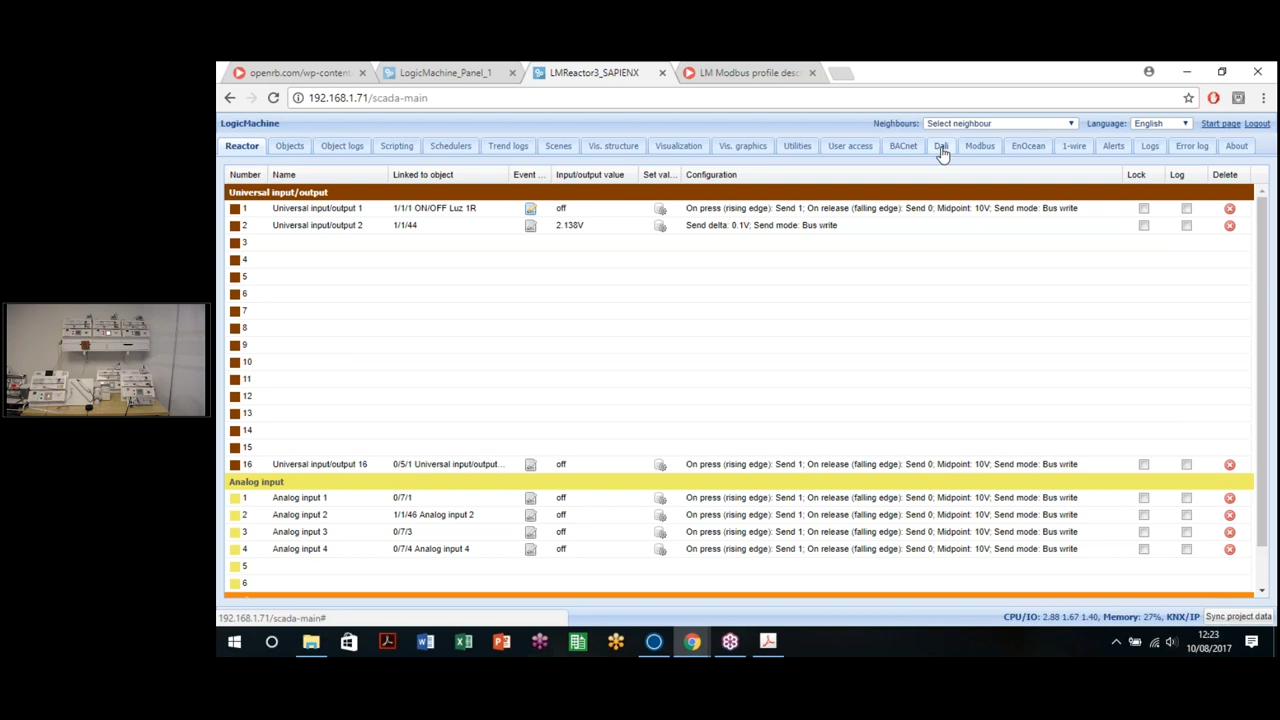 openrb.com/wp-content LogicMachine_Panel_1 LMReactor3_SAPIENX LM Modbus profile desc
192.168.1.71/scada-main
LogicMachine Neighbours: Select neighbour Language: English Start page Logout
Reactor Objects Object logs Scripting Schedulers Trend logs Scenes Vis. structure Visualization Vis. graphics Utilities User access BACnet Dali Modbus EnOcean 1-wire Alerts Logs Error log About
Number Name Linked to object Event ... Input/output value Set val... Configuration Lock Log Delete
Universal input/output
1 Universal input/output 1 1/1/1 ON/OFF Luz 1R off On press (rising edge): Send 1; On release (falling edge): Send 0; Midpoint: 10V; Send mode: Bus write
2 Universal input/output 2 1/1/44 2.138V Send delta: 0.1V; Send mode: Bus write
3
4
5
6
7
8
9
10
11
12
13
14
15
16 Universal input/output 16 0/5/1 Universal input/output... off On press (rising edge): Send 1; On release (falling edge): Send 0; Midpoint: 10V; Send mode: Bus write
Analog input
1 Analog input 1 0/7/1 off On press (rising edge): Send 1; On release (falling edge): Send 0; Midpoint: 10V; Send mode: Bus write
2 Analog input 2 1/1/46 Analog input 2 off On press (rising edge): Send 1; On release (falling edge): Send 0; Midpoint: 10V; Send mode: Bus write
3 Analog input 3 0/7/3 off On press (rising edge): Send 1; On release (falling edge): Send 0; Midpoint: 10V; Send mode: Bus write
4 Analog input 4 0/7/4 Analog input 4 off On press (rising edge): Send 1; On release (falling edge): Send 0; Midpoint: 10V; Send mode: Bus write
5
6
192.168.1.71/scada-main# CPU/IO: 2.88 1.67 1.40, Memory: 27%, KNX/IP Sync project data
12:23
10/08/2017